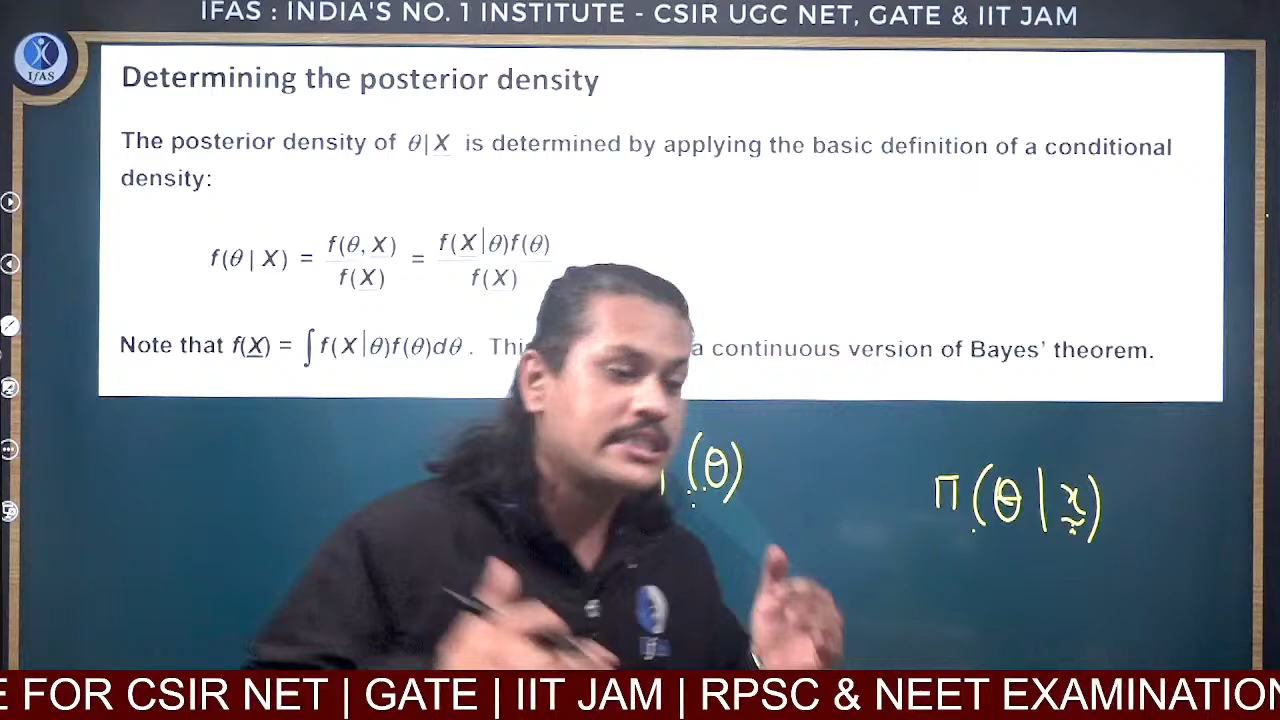 IFAS : INDIA'S NO. 1 INSTITUTE - CSIR UGC NET, GATE & IIT JAM
IFAS
Determining the posterior density
The posterior density of θ|X is determined by applying the basic definition of a conditional
density:
f(θ | X) = f(θ, X) / f(X) = f(X|θ)f(θ) / f(X)
Note that f(X) = ∫ f(X|θ)f(θ)dθ . a continuous version of Bayes' theorem.
(θ) Π(θ | x)
FOR CSIR NET | GATE | IIT JAM | RPSC & NEET EXAMINATION